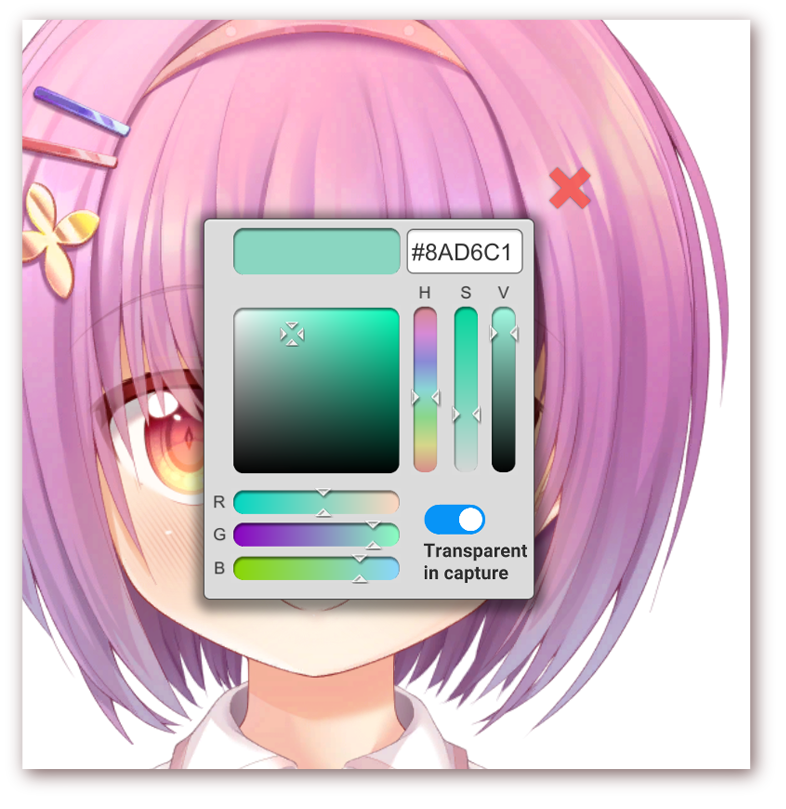 #8AD6C1
H S V
R
G
B
Transparent
in capture